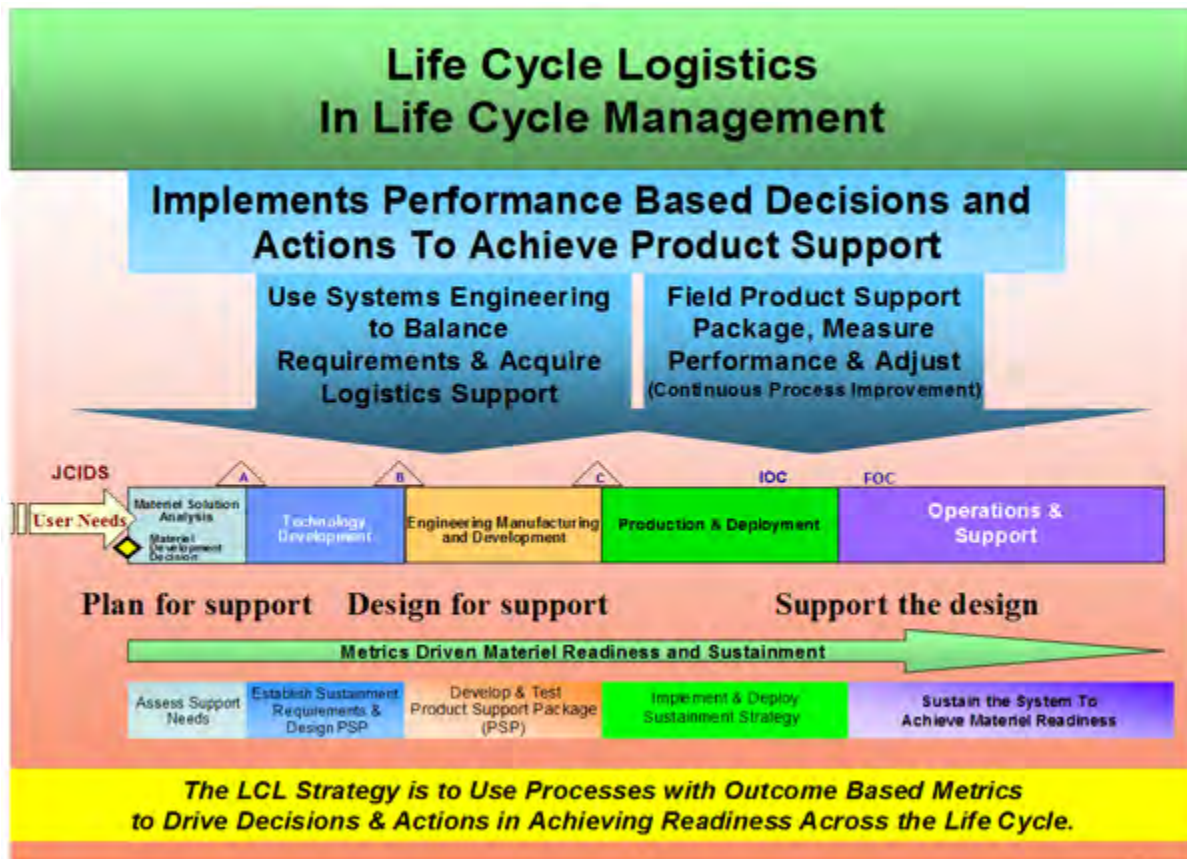 Life Cycle Logistics
In Life Cycle Management
Implements Performance Based Decisions and
Actions To Achieve Product Support
Use Systems Engineering
to Balance
Requirements & Acquire
Logistics Support
Field Product Support
Package, Measure
Performance & Adjust
(Continuous Process Improvement)
JCIDS
A
B
C
IOC
FOC
User Needs
Materiel Solution
Analysis
Materiel
Development
Decision
Technology
Development
Engineering Manufacturing
and Development
Production & Deployment
Operations &
Support
Plan for support
Design for support
Support the design
Metrics Driven Materiel Readiness and Sustainment
Assess Support
Needs
Establish Sustainment
Requirements &
Design PSP
Develop & Test
Product Support Package
(PSP)
Implement & Deploy
Sustainment Strategy
Sustain the System To
Achieve Materiel Readiness
The LCL Strategy is to Use Processes with Outcome Based Metrics
to Drive Decisions & Actions in Achieving Readiness Across the Life Cycle.